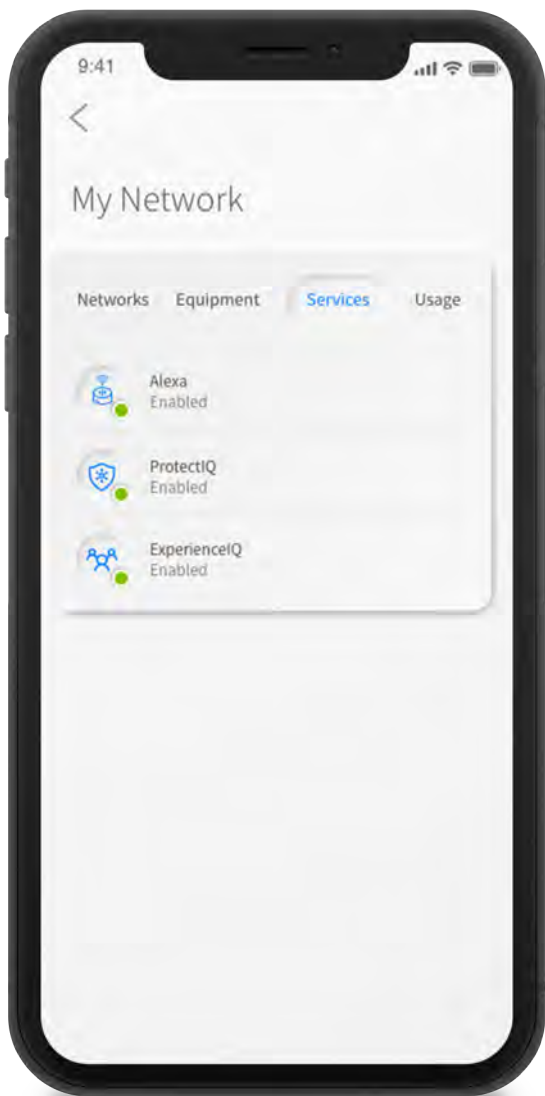 9:41
My Network
Networks Equipment Services Usage
Alexa
Enabled
ProtectIQ
Enabled
ExperienceIQ
Enabled